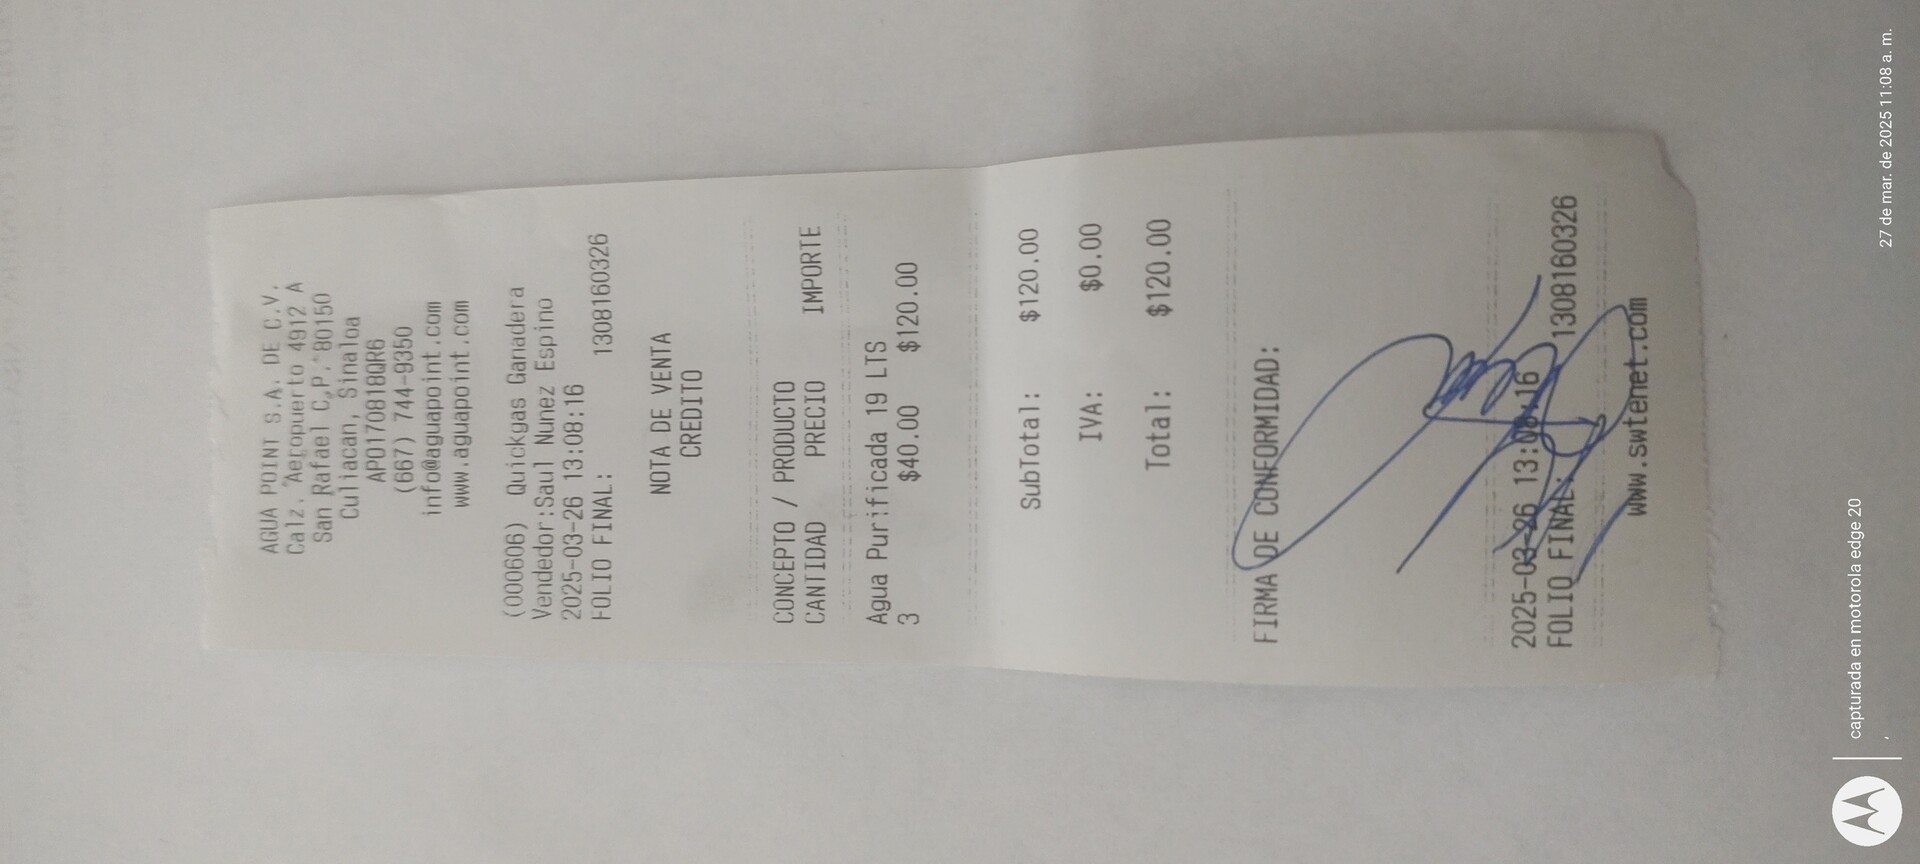 AGUA POINT S.A. DE C.V.
Calz. Aeropuerto 4912 A
San Rafael C.P. 80150
Culiacan, Sinaloa
APO170818QR6
(667) 744-9350
info@aguapoint.com
www.aguapoint.com
(000606) Quickgas Ganadera
Vendedor:Saul Nunez Espino
2025-03-26 13:08:16
FOLIO FINAL: 1308160326
NOTA DE VENTA
CREDITO
CONCEPTO / PRODUCTO
CANTIDAD PRECIO IMPORTE
Agua Purificada 19 LTS
3 $40.00 $120.00
SubTotal: $120.00
IVA: $0.00
Total: $120.00
FIRMA DE CONFORMIDAD:
2025-03-26 13:08:16
FOLIO FINAL: 1308160326
www.swtenet.com
capturada en motorola edge 20
27 de mar. de 2025 11:08 a. m.